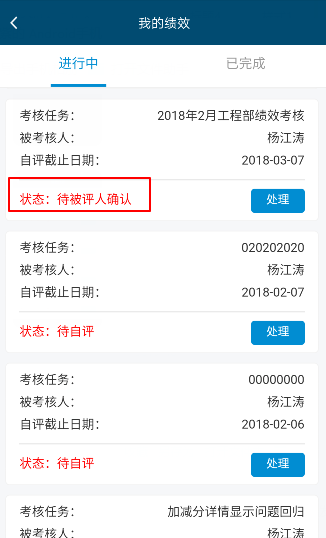 我的绩效
进行中 已完成
考核任务: 2018年2月工程部绩效考核
被考核人: 杨江涛
自评截止日期: 2018-03-07
状态: 待被评人确认 处理
考核任务: 020202020
被考核人: 杨江涛
自评截止日期: 2018-02-07
状态: 待自评 处理
考核任务: 00000000
被考核人: 杨江涛
自评截止日期: 2018-02-06
状态: 待自评 处理
考核任务: 加减分详情显示问题回归
被考核人: 杨江涛